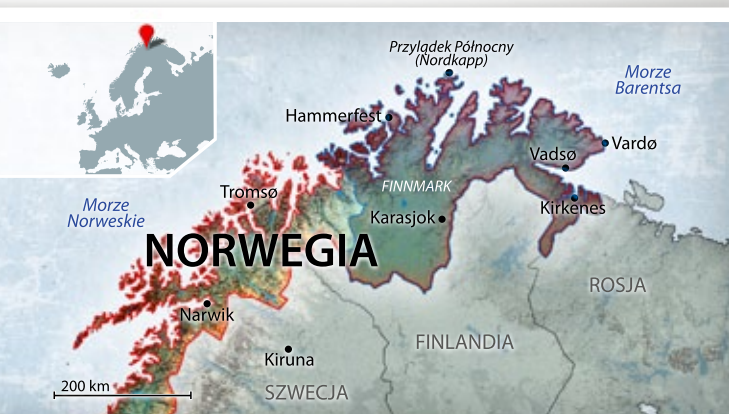 Przylądek Północny
(Nordkapp)
Morze
Barentsa
Hammerfest
Vardø
Vadsø
FINNMARK
Tromsø
Morze
Norweskie
Kirkenes
Karasjok
NORWEGIA
ROSJA
Narwik
FINLANDIA
Kiruna
200 km
SZWECJA